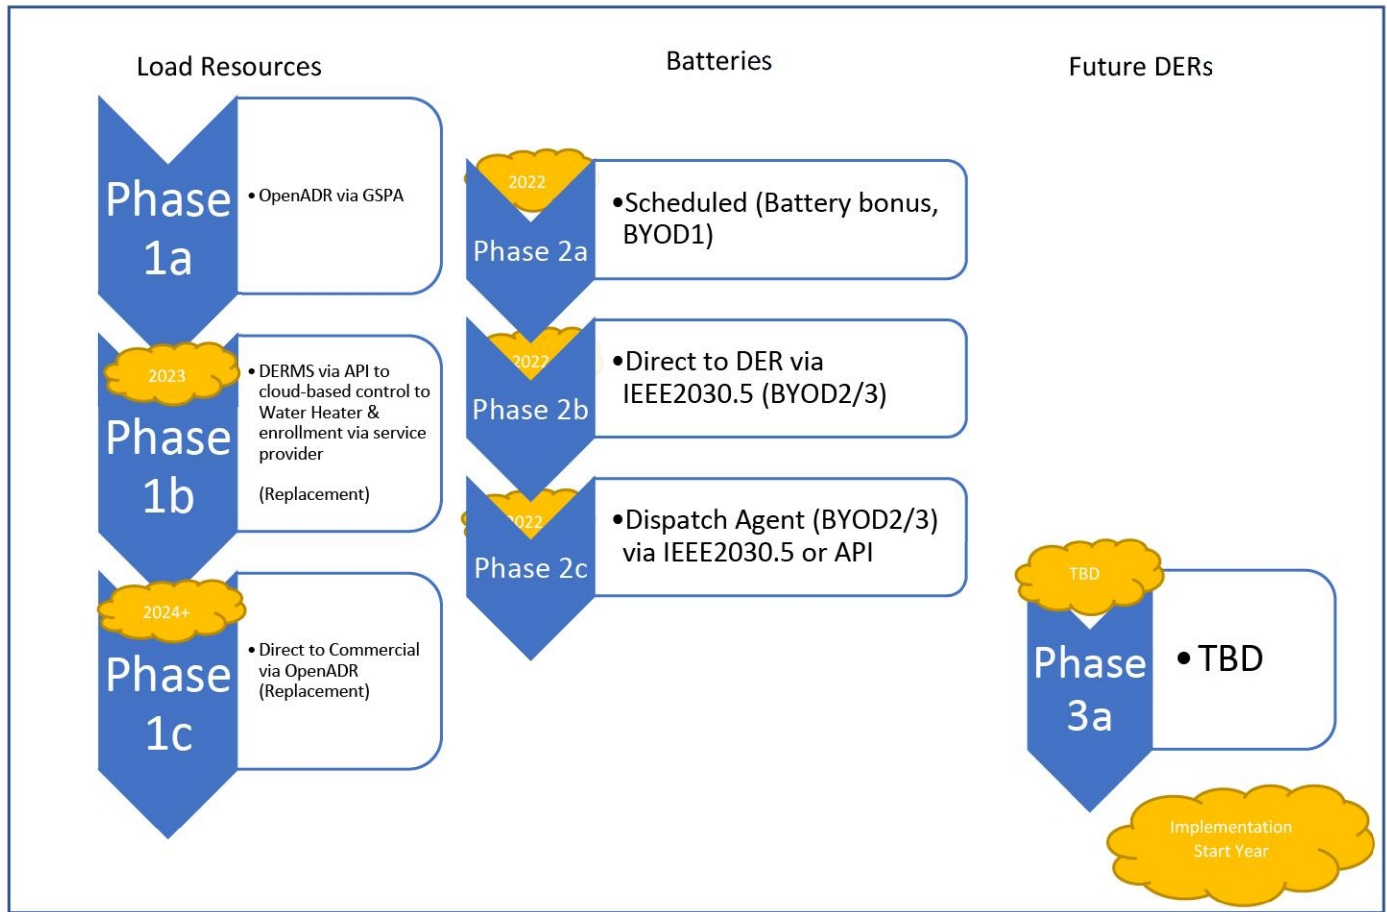 Load Resources
Phase
1a
• OpenADR via GSPA
2023
Phase
1b
• DERMS via API to
cloud-based control to
Water Heater &
enrollment via service
provider
(Replacement)
2024+
Phase
1c
• Direct to Commercial
via OpenADR
(Replacement)
Batteries
2022
Phase 2a
•Scheduled (Battery bonus,
BYOD1)
2022
Phase 2b
•Direct to DER via
IEEE2030.5 (BYOD2/3)
2022
Phase 2c
•Dispatch Agent (BYOD2/3)
via IEEE2030.5 or API
Future DERs
TBD
Phase
3a
• TBD
Implementation
Start Year